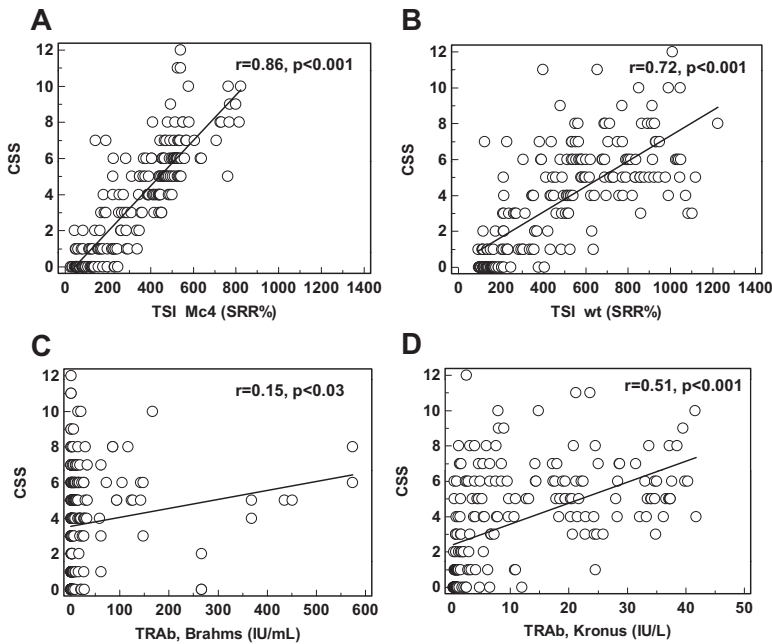 A
B
r=0.86, p<0.001
r=0.72, p<0.001
12
10
8
6
4
2
0
CSS
0 200 400 600 800 1000 1200 1400
TSI Mc4 (SRR%)
12
10
8
6
4
2
0
CSS
0 200 400 600 800 1000 1200 1400
TSI wt (SRR%)
C
D
r=0.15, p<0.03
r=0.51, p<0.001
12
10
8
6
4
2
0
CSS
0 100 200 300 400 500 600
TRAb, Brahms (IU/mL)
12
10
8
6
4
2
0
CSS
0 10 20 30 40 50
TRAb, Kronus (IU/L)